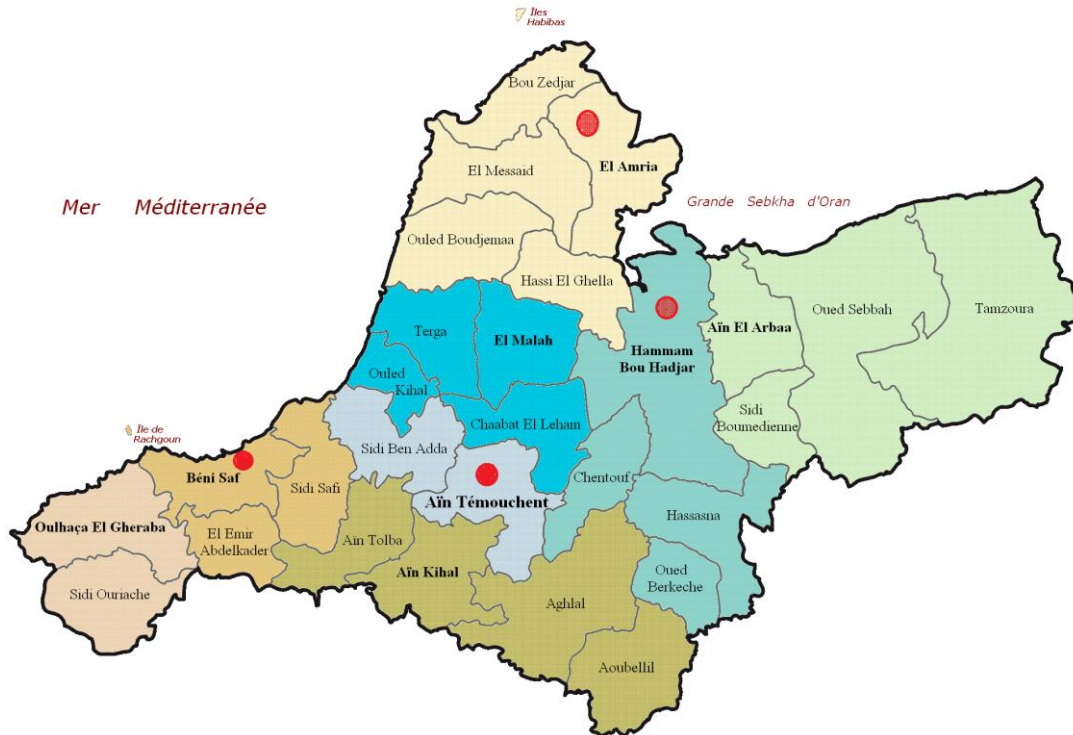 Îles
Habibas
Bou Zedjar
El Messaid
El Amria
Mer Méditerranée
Grande Sebkha d'Oran
Ouled Boudjemaa
Hassi El Ghella
Terga
El Malah
Aïn El Arbaa
Oued Sebbah
Tamzoura
Hammam
Bou Hadjar
Ouled
Kihal
Chaabat El Leham
Sidi
Boumedienne
Île de
Rachgoun
Sidi Ben Adda
Béni Saf
Sidi Safi
Aïn Témouchent
Chentouf
Hassasna
Oulhaça El Gheraba
El Emir
Abdelkader
Aïn Tolba
Aïn Kihal
Oued
Berkeche
Sidi Ouriache
Aghlal
Aoubellil